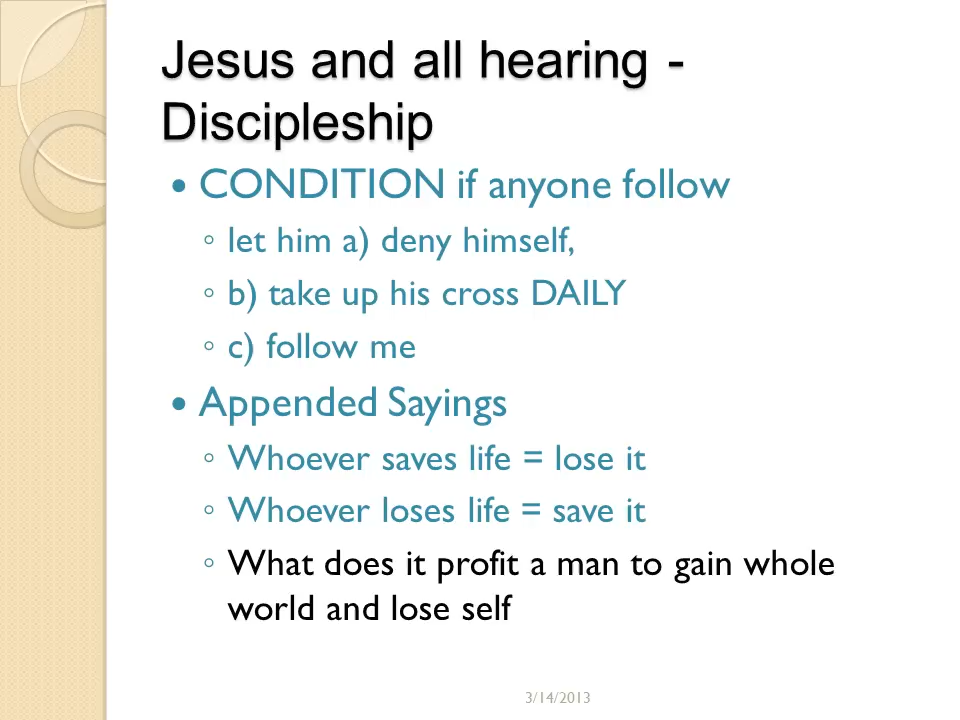 Jesus and all hearing -
Discipleship
• CONDITION if anyone follow
◦ let him a) deny himself,
◦ b) take up his cross DAILY
◦ c) follow me
• Appended Sayings
◦ Whoever saves life = lose it
◦ Whoever loses life = save it
◦ What does it profit a man to gain whole
world and lose self
3/14/2013